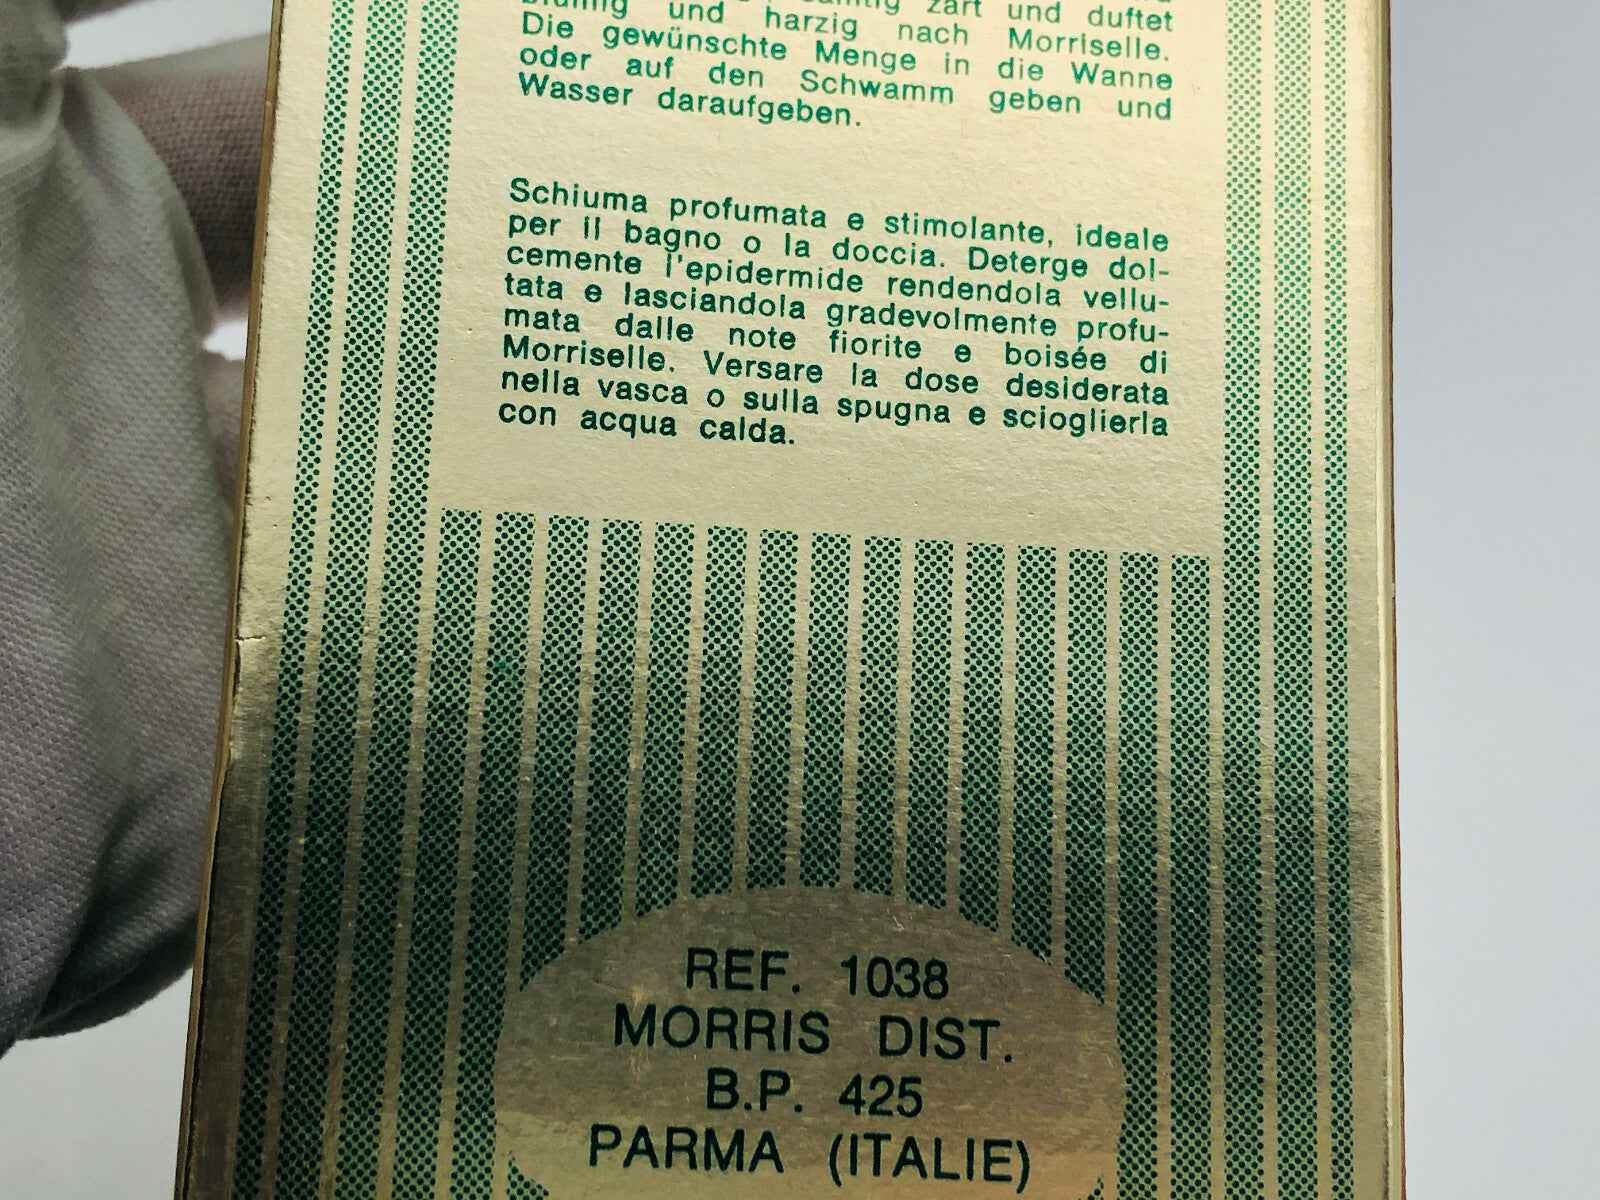 zart und duftet
und harzig nach Morriselle.
Die gewünschte Menge in die Wanne
oder auf den Schwamm geben und
Wasser daraufgeben.
Schiuma profumata e stimolante, ideale
per il bagno o la doccia. Deterge dol-
cemente l'epidermide rendendola vellu-
tata e lasciandola gradevolmente profu-
mata dalle note fiorite e boisée di
Morriselle. Versare la dose desiderata
nella vasca o sulla spugna e scioglierla
con acqua calda.
REF. 1038
MORRIS DIST.
B.P. 425
PARMA (ITALIE)